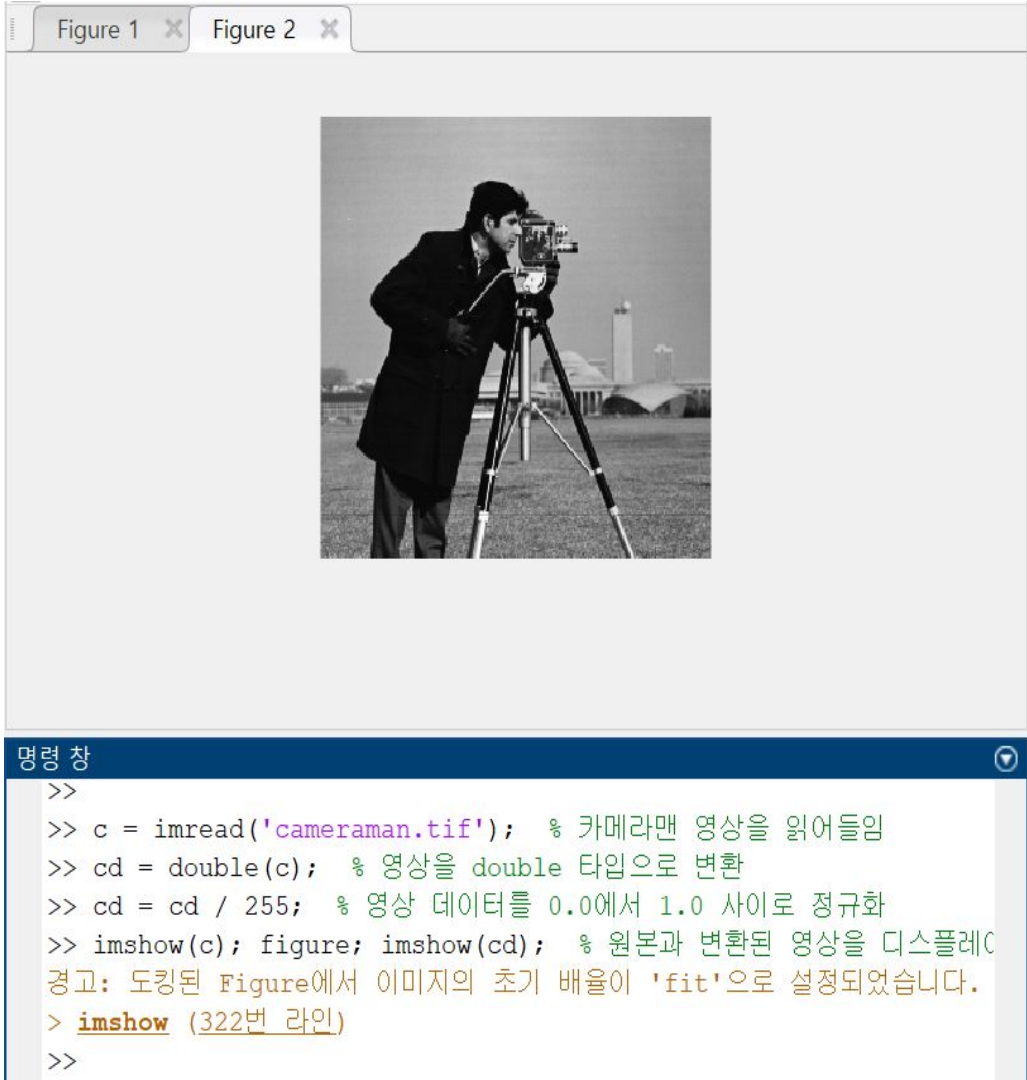 Figure 1 Figure 2
명령 창
>>
>> c = imread('cameraman.tif'); % 카메라맨 영상을 읽어들임
>> cd = double(c); % 영상을 double 타입으로 변환
>> cd = cd / 255; % 영상 데이터를 0.0에서 1.0 사이로 정규화
>> imshow(c); figure; imshow(cd); % 원본과 변환된 영상을
경고: 도킹된 Figure에서 이미지의 초기 배율이 'fit'으로 설정되었습니다.
> imshow (322번 라인)
>>